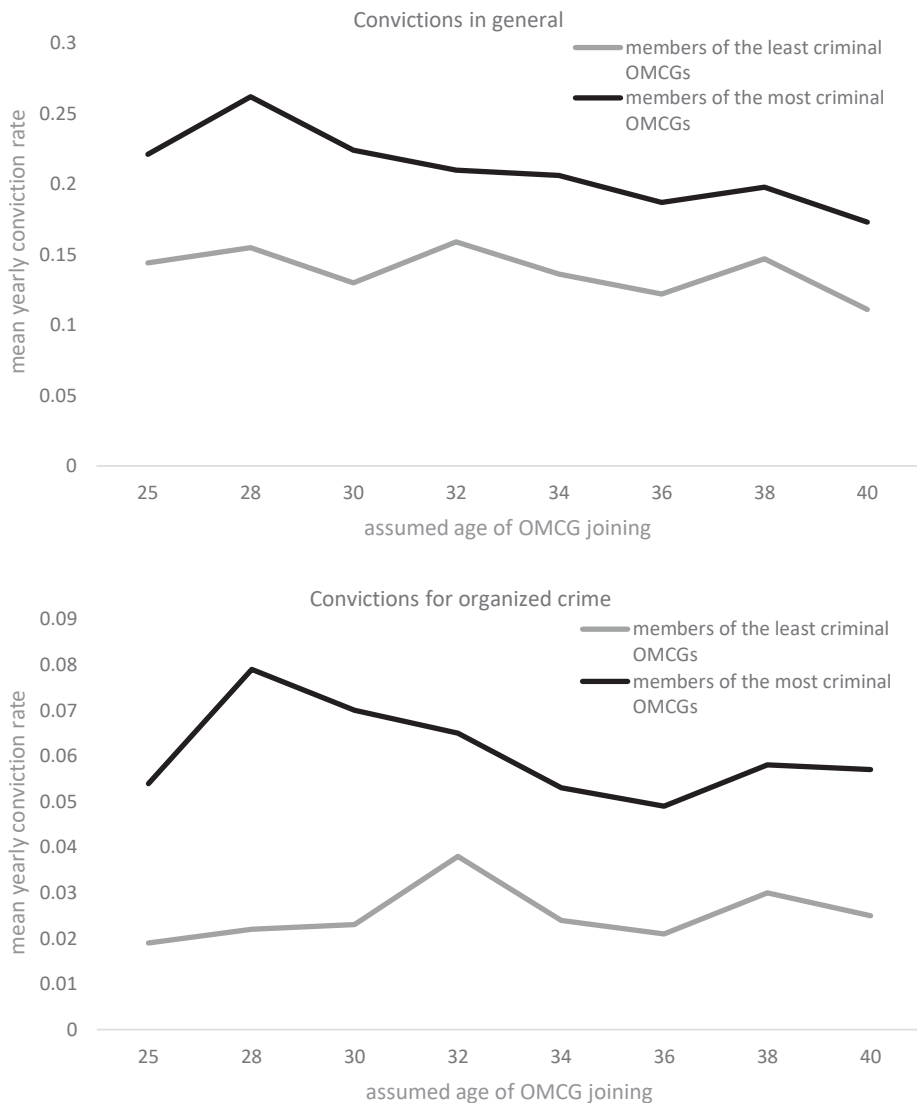 Convictions in general
0.3
members of the least criminal
OMCGs
members of the most criminal
OMCGs
0.25
0.2
0.15
0.1
0.05
0
mean yearly conviction rate
25 28 30 32 34 36 38 40
assumed age of OMCG joining
Convictions for organized crime
0.09
members of the least criminal
OMCGs
members of the most criminal
OMCGs
0.08
0.07
0.06
0.05
0.04
0.03
0.02
0.01
0
mean yearly conviction rate
25 28 30 32 34 36 38 40
assumed age of OMCG joining